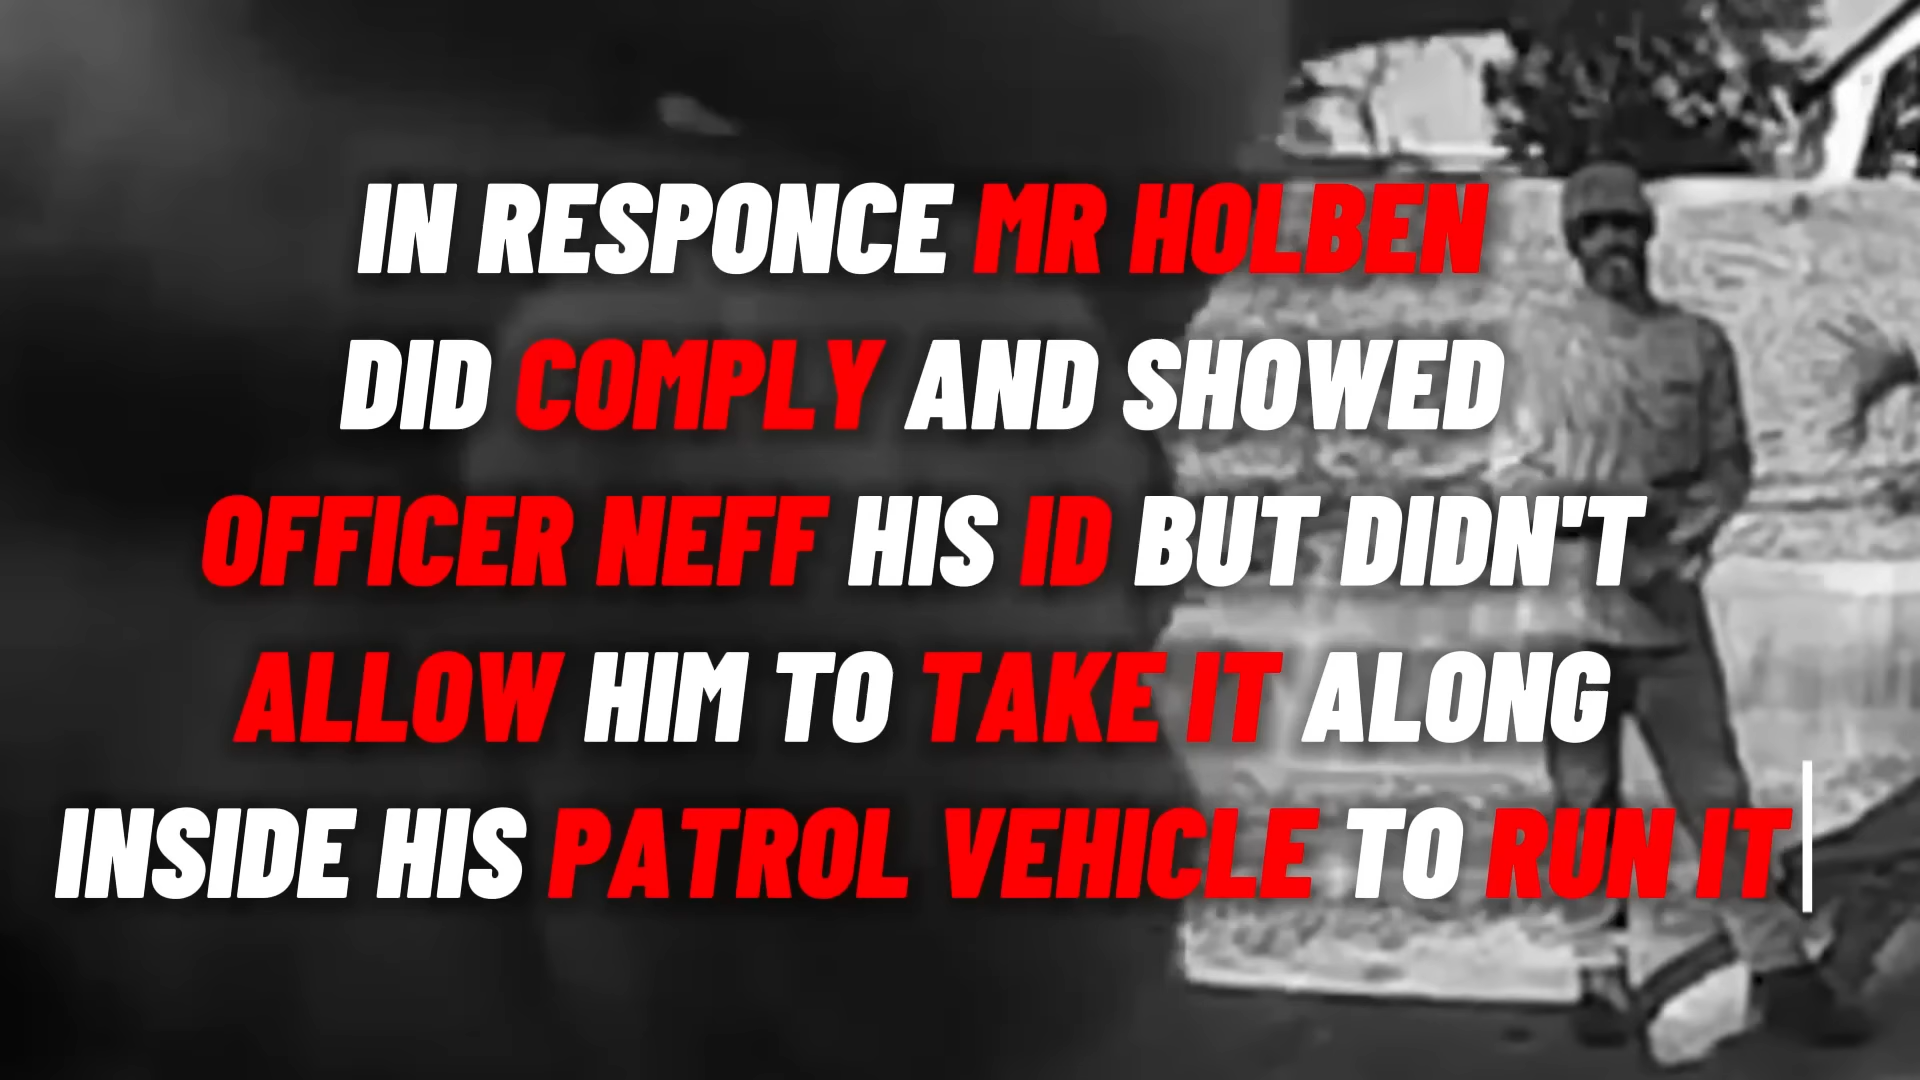 IN RESPONCE MR HOLBEN
DID COMPLY AND SHOWED
OFFICER NEFF HIS ID BUT DIDN'T
ALLOW HIM TO TAKE IT ALONG
INSIDE HIS PATROL VEHICLE TO RUN IT